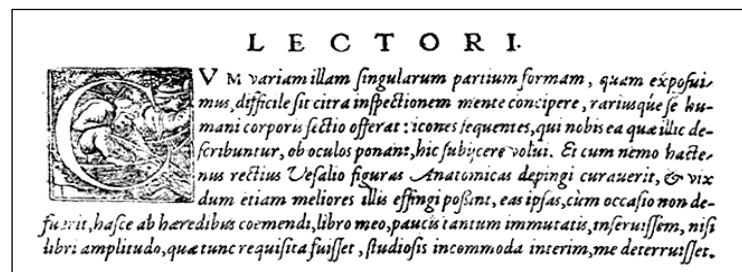 LECTORI.
CVM variam illam singularum partium formam, quam exposui-
mus, difficile sit citra inspectionem mente concipere, rariusque se hu-
mani corporis sectio offerat: icones sequentes, qui nobis ea quæ illic de-
scribuntur, ob oculos ponant, hic subijcere volui. Et cum nemo hacte-
nus rectius Vesalio figuras Anatomicas depingi curauerit, & vix
dum etiam meliores illis effingi possint, eas ipsas, cùm occasio non de-
fuerit, hasce ab hæredibus coemendi, libro meo, paucis tantum immutatis, inseruissem, nisi
libri amplitudo, quæ tunc requisita fuisset, studiosis incommoda interim, me deterruisset.